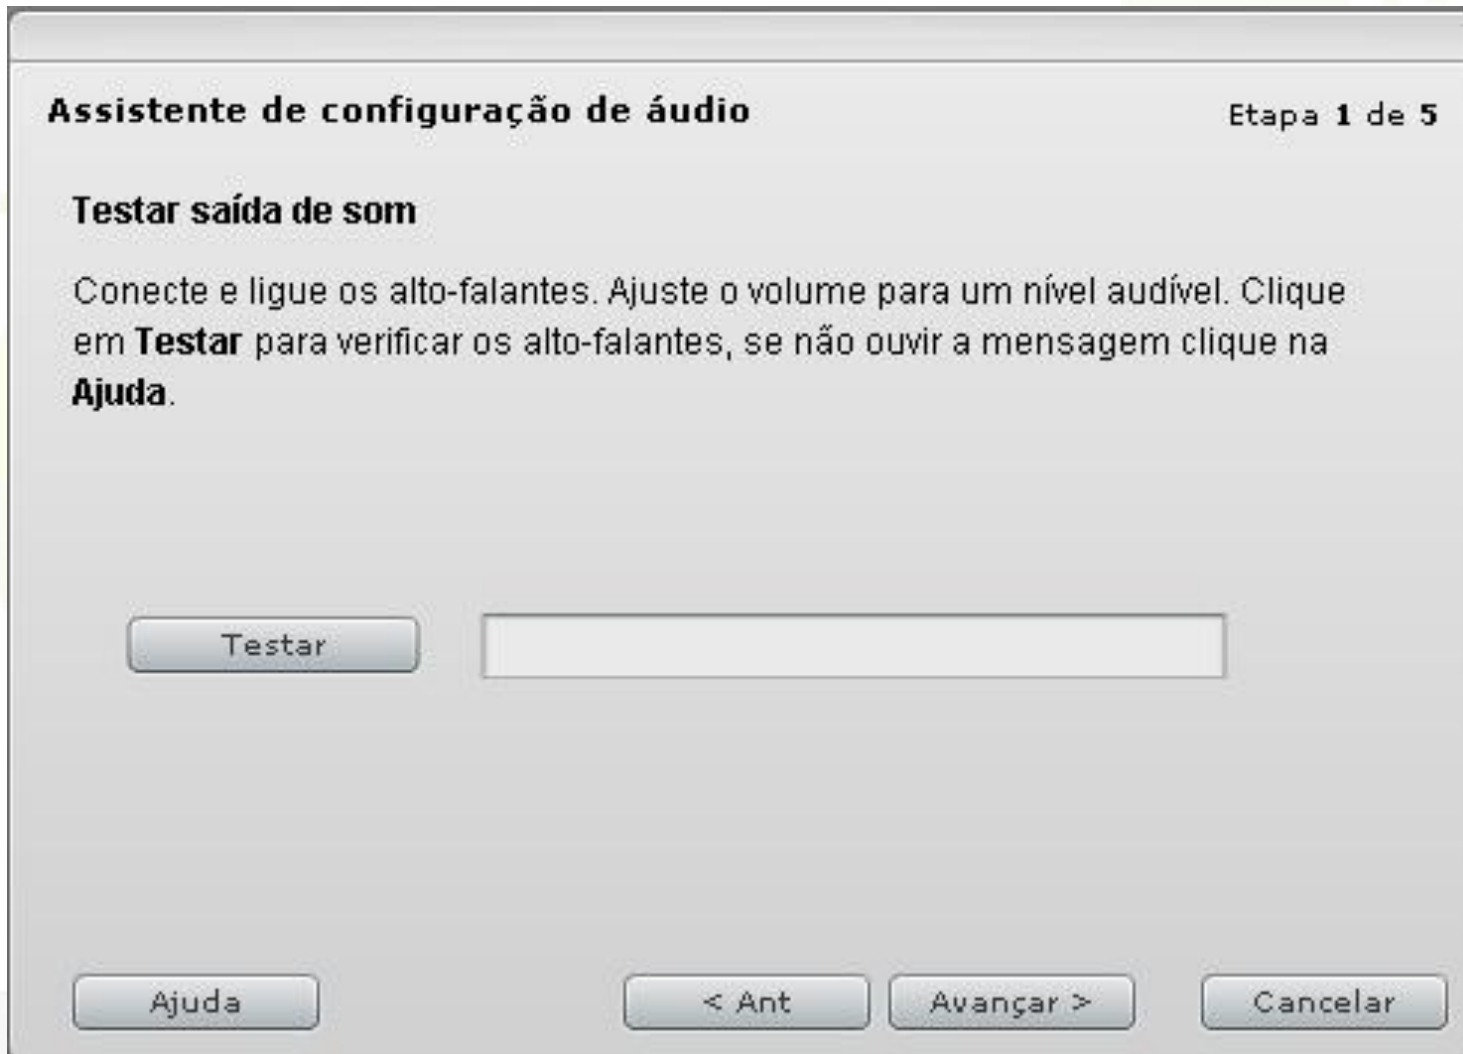 Assistente de configuração de áudio
Etapa 1 de 5
Testar saída de som
Conecte e ligue os alto-falantes. Ajuste o volume para um nível audível. Clique
em Testar para verificar os alto-falantes, se não ouvir a mensagem clique na
Ajuda.
Testar
Ajuda
< Ant
Avançar >
Cancelar